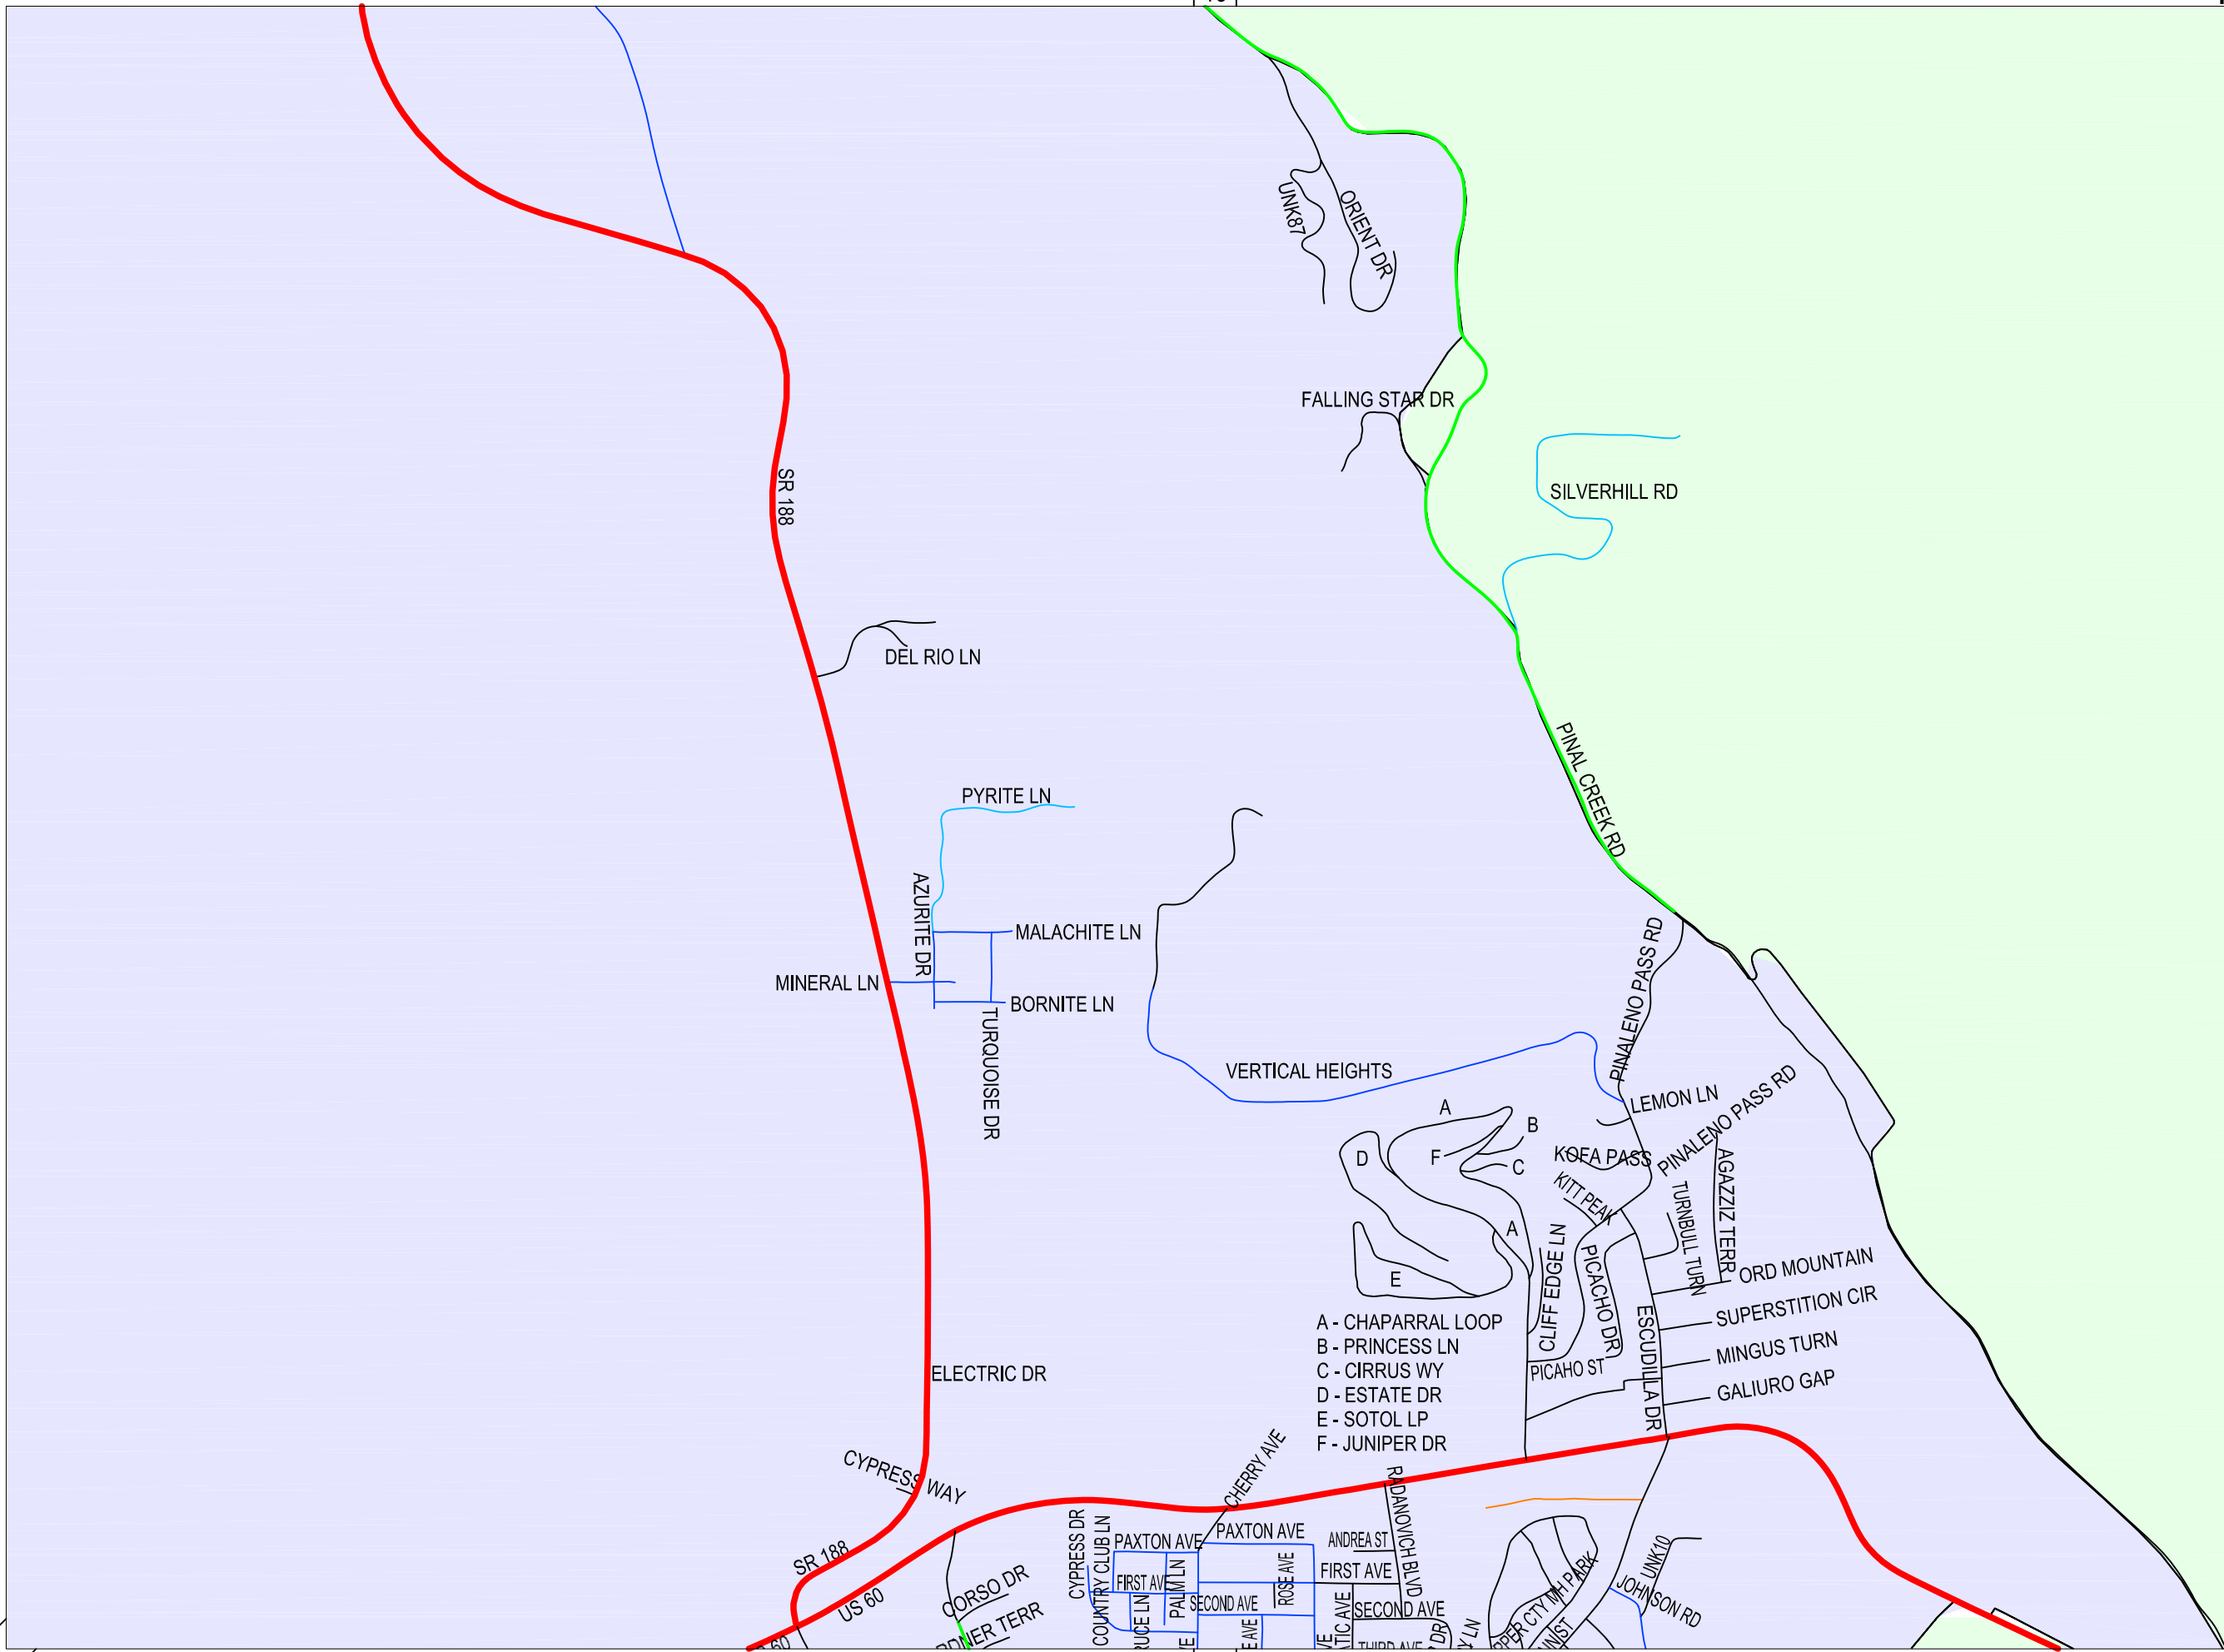 UNK87
ORIENT DR
FALLING STAR DR
SR 188
SILVERHILL RD
DEL RIO LN
PINAL CREEK RD
PYRITE LN
AZURITE DR
MALACHITE LN
MINERAL LN
BORNITE LN
TURQUOISE DR
PINALENO PASS RD
VERTICAL HEIGHTS
LEMON LN
PINALENO PASS RD
A
B
F
C
D
KOFA PASS
KITT PEAK
AGAZZIZ TERR
TURNBULL TURN
A
E
CLIFF EDGE LN
PICACHO DR
ORD MOUNTAIN
SUPERSTITION CIR
ESCUDILLA DR
MINGUS TURN
GALIURO GAP
PICAHO ST
A - CHAPARRAL LOOP
B - PRINCESS LN
C - CIRRUS WY
D - ESTATE DR
E - SOTOL LP
F - JUNIPER DR
ELECTRIC DR
CYPRESS WAY
CHERRY AVE
RADANOVICH BLVD
SR 188
US 60
CORSO DR
CYPRESS DR
COUNTRY CLUB LN
PAXTON AVE
PAXTON AVE
ANDREA ST
FIRST AVE
PALM LN
ROSE AVE
FIRST AVE
SECOND AVE
SECOND AVE
UNK10
JOHNSON RD
TERR
MH PARK
60
THIRD AVE